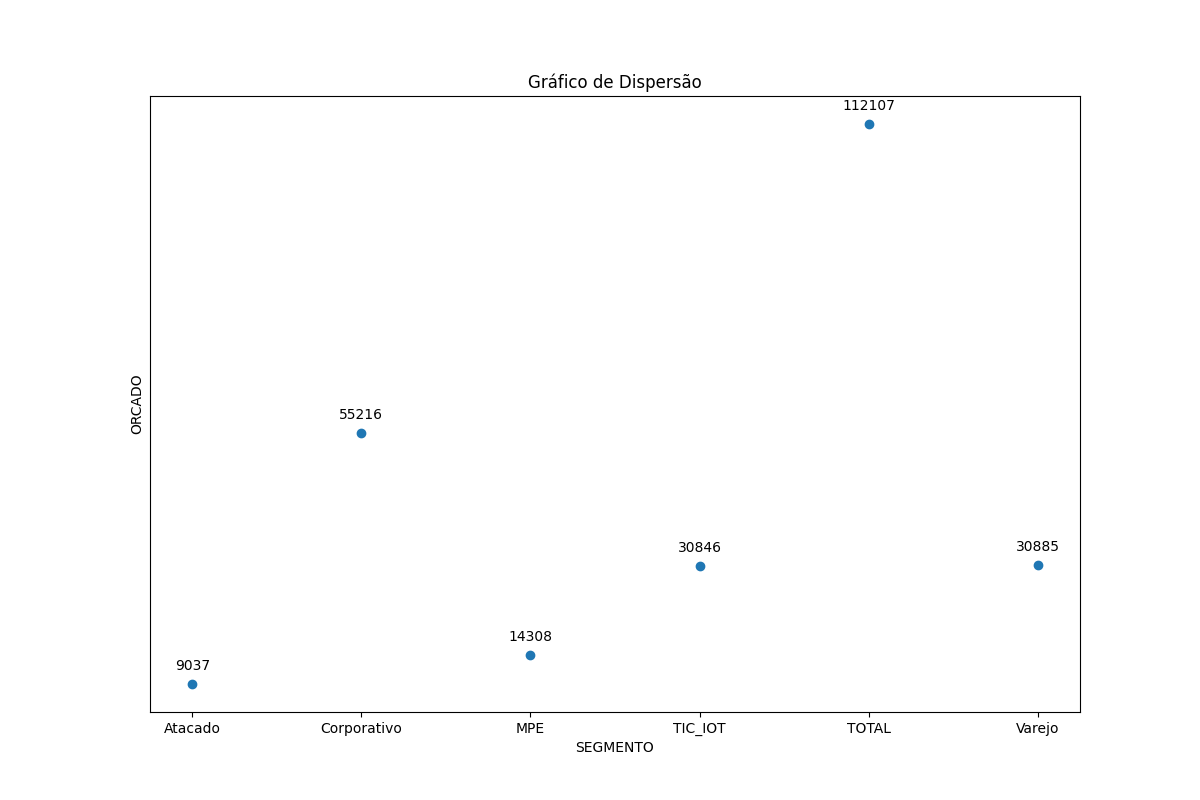 Gráfico de Dispersão
112107
55216
30846
30885
14308
9037
ORCADO
Atacado Corporativo MPE TIC_IOT TOTAL Varejo
SEGMENTO